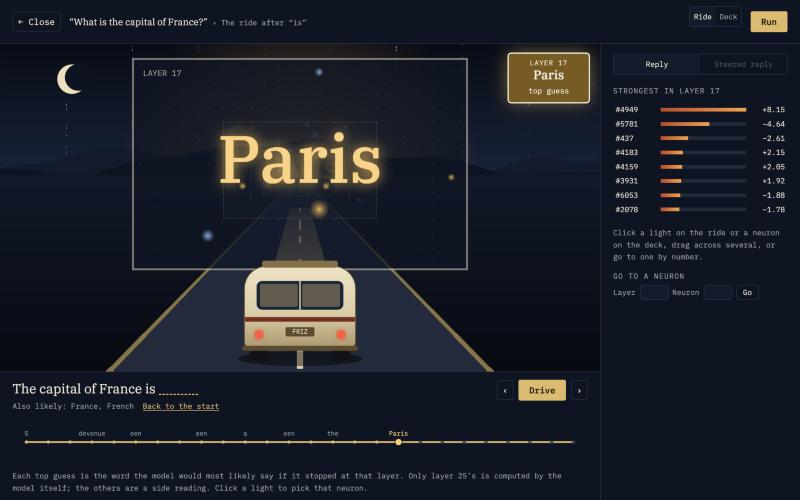 ← Close
“What is the capital of France?” › The ride after “is”
Ride Deck
Run
LAYER 17
LAYER 17
Paris
top guess
Paris
FRIZ
Reply
Steered reply
STRONGEST IN LAYER 17
#4949 +8.15
#5781 −4.64
#437 −2.61
#4183 +2.15
#4159 +2.05
#3931 +1.92
#6053 −1.88
#2078 −1.78
Click a light on the ride or a neuron
on the deck, drag across several, or
go to one by number.
GO TO A NEURON
Layer Neuron Go
The capital of France is
‹ Drive ›
Also likely: France, French Back to the start
S devenue een een a een the Paris
Each top guess is the word the model would most likely say if it stopped at that layer. Only layer 25’s is computed by the
model itself; the others are a side reading. Click a light to pick that neuron.